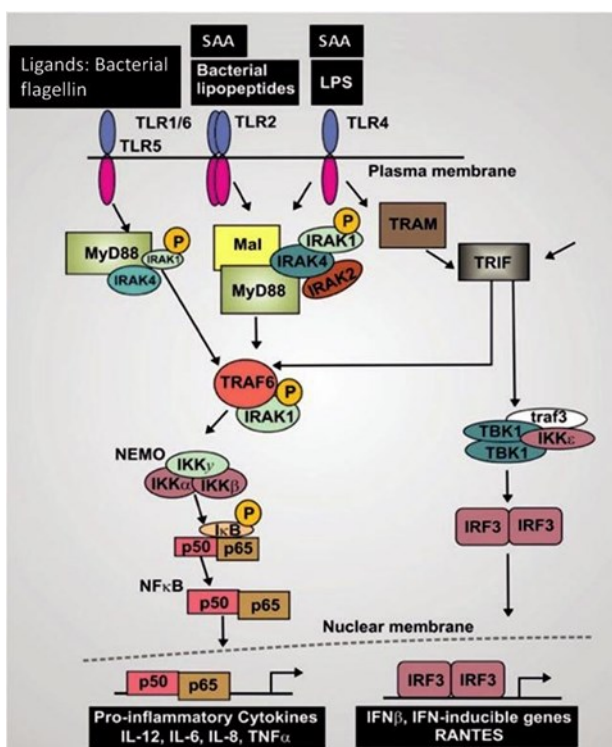 SAA
SAA
Ligands: Bacterial
flagellin
Bacterial
lipopeptides
LPS
TLR1/6
TLR5
TLR2
TLR4
Plasma membrane
MyD88
P
IRAK1
IRAK4
Mal
MyD88
P
IRAK1
IRAK4
IRAK2
TRAM
TRIF
TRAF6
P
IRAK1
NEMO
IKKγ
IKKα
IKKβ
traf3
TBK1
IKKε
TBK1
P
IκB
p50
p65
IRF3
IRF3
NFκB
p50
p65
Nuclear membrane
p50
p65
IRF3
IRF3
Pro-inflammatory Cytokines
IL-12, IL-6, IL-8, TNFα
IFNβ, IFN-inducible genes
RANTES